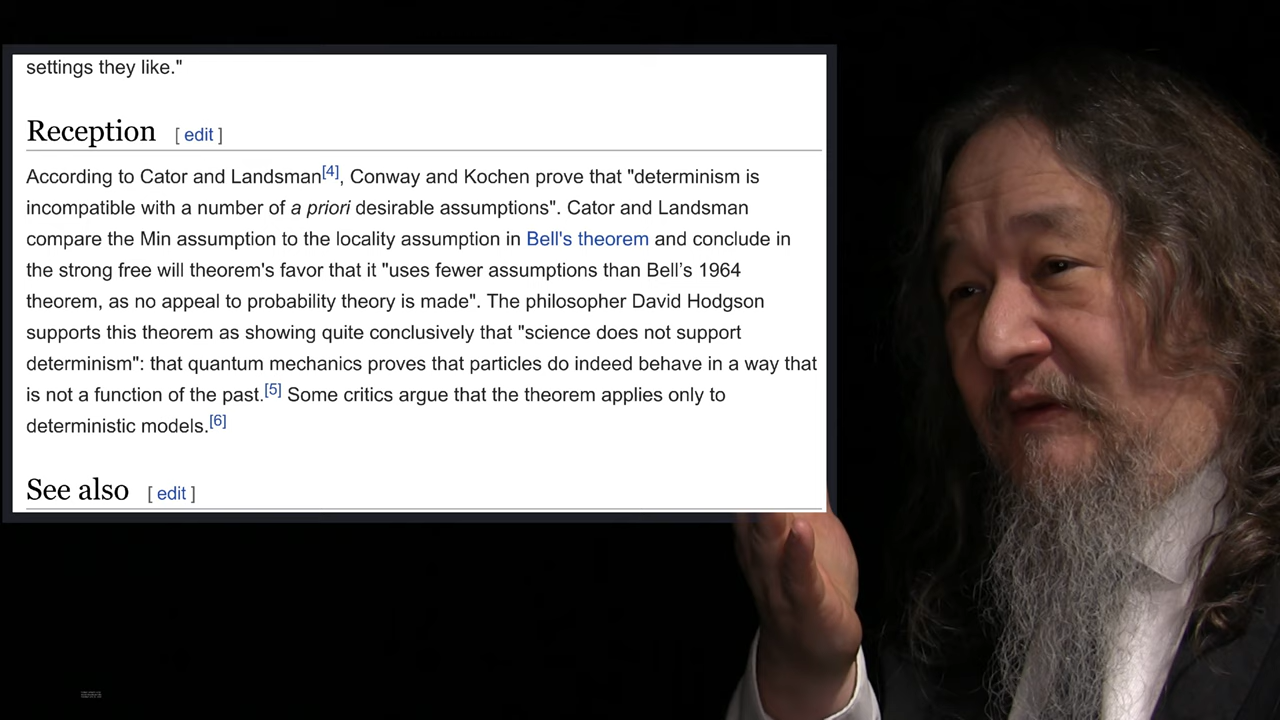 settings they like."
Reception [ edit ]
According to Cator and Landsman[4], Conway and Kochen prove that "determinism is
incompatible with a number of a priori desirable assumptions". Cator and Landsman
compare the Min assumption to the locality assumption in Bell's theorem and conclude in
the strong free will theorem's favor that it "uses fewer assumptions than Bell’s 1964
theorem, as no appeal to probability theory is made". The philosopher David Hodgson
supports this theorem as showing quite conclusively that "science does not support
determinism": that quantum mechanics proves that particles do indeed behave in a way that
is not a function of the past.[5] Some critics argue that the theorem applies only to
deterministic models.[6]
See also [ edit ]